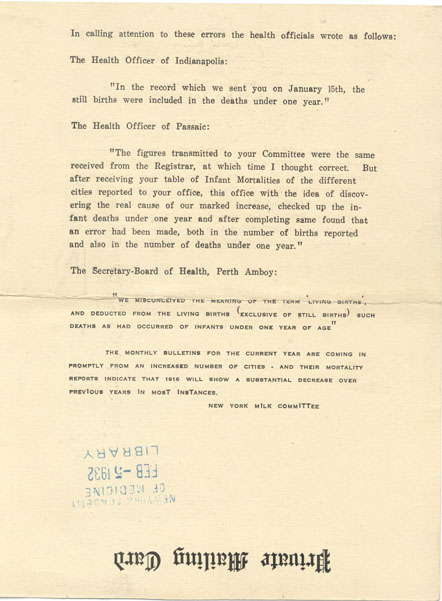 In calling attention to these errors the health officials wrote as follows:
The Health Officer of Indianapolis:
"In the record which we sent you on January 15th, the
still births were included in the deaths under one year."
The Health Officer of Passaic:
"The figures transmitted to your Committee were the same
received from the Registrar, at which time I thought correct. But
after receiving your table of Infant Mortalities of the different
cities reported to your office, this office with the idea of discov-
ering the real cause of our marked increase, checked up the in-
fant deaths under one year and after completing same found that
an error had been made, both in the number of births reported
and also in the number of deaths under one year."
The Secretary-Board of Health, Perth Amboy:
"WE MISCONCEIVED THE MEANING OF THE TERM 'LIVING BIRTHS',
AND DEDUCTED FROM THE LIVING BIRTHS (EXCLUSIVE OF STILL BIRTHS) SUCH
DEATHS AS HAD OCCURRED OF INFANTS UNDER ONE YEAR OF AGE"
THE MONTHLY BULLETINS FOR THE CURRENT YEAR ARE COMING IN
PROMPTLY FROM AN INCREASED NUMBER OF CITIES - AND THEIR MORTALITY
REPORTS INDICATE THAT 1916 WILL SHOW A SUBSTANTIAL DECREASE OVER
PREVIOUS YEARS IN MOST INSTANCES.
NEW YORK MILK COMMITTEE
NEW YORK ACADEMY
OF MEDICINE
FEB -5 1932
LIBRARY
Private Mailing Card